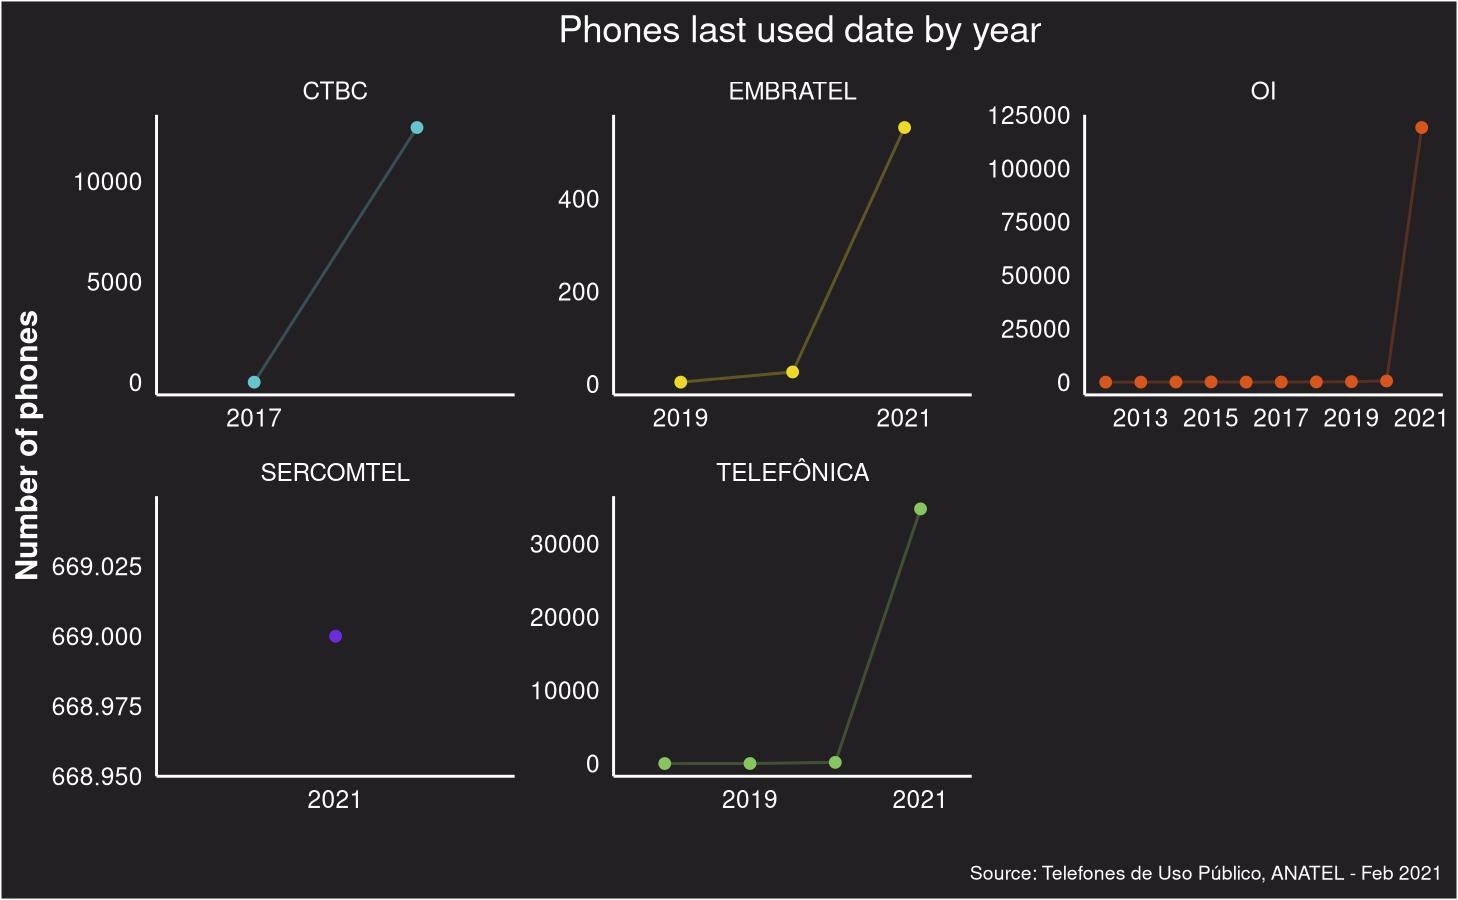 Phones last used date by year
CTBC
EMBRATEL
OI
10000
5000
0
2017
400
200
0
2019 2021
125000
100000
75000
50000
25000
0
2013 2015 2017 2019 2021
Number of phones
SERCOMTEL
TELEFÔNICA
669.025
669.000
668.975
668.950
2021
30000
20000
10000
0
2019 2021
Source: Telefones de Uso Público, ANATEL - Feb 2021